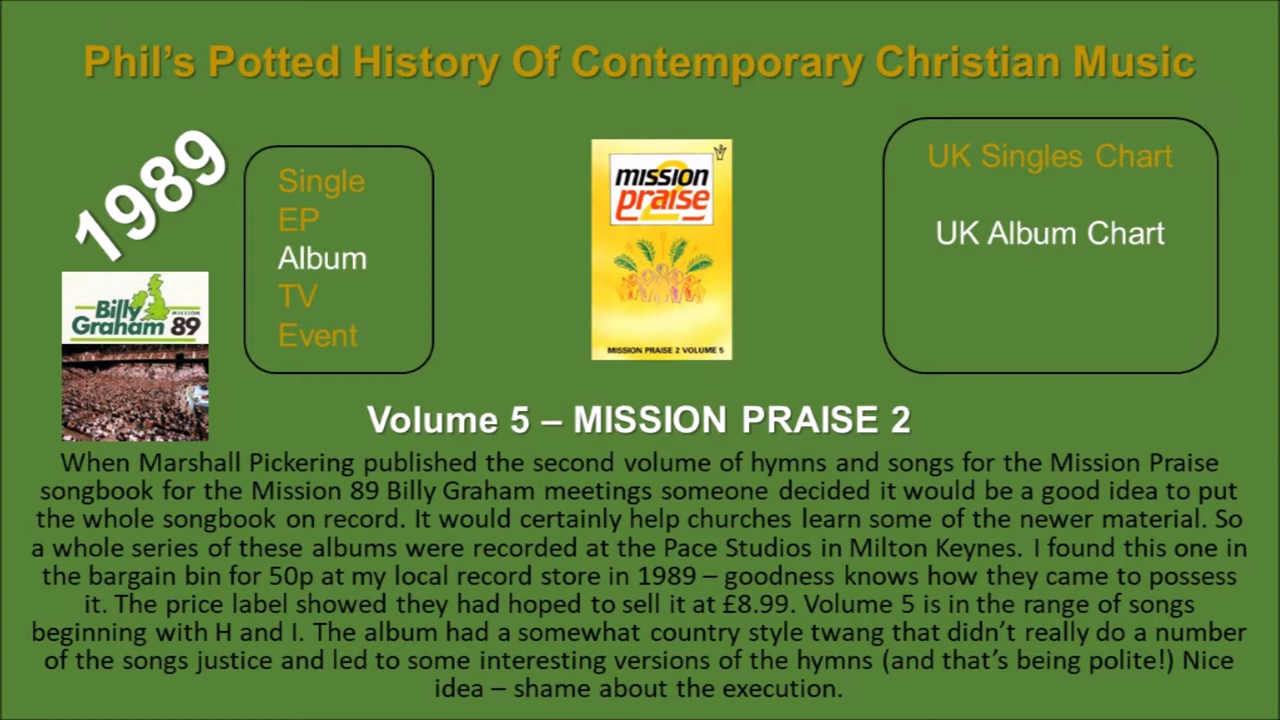 Phil's Potted History Of Contemporary Christian Music
1989
Single
EP
Album
TV
Event
Billy
Graham
MISSION
89
mission
praise
2
MISSION PRAISE 2 VOLUME 5
UK Singles Chart
UK Album Chart
Volume 5 – MISSION PRAISE 2
When Marshall Pickering published the second volume of hymns and songs for the Mission Praise
songbook for the Mission 89 Billy Graham meetings someone decided it would be a good idea to put
the whole songbook on record. It would certainly help churches learn some of the newer material. So
a whole series of these albums were recorded at the Pace Studios in Milton Keynes. I found this one in
the bargain bin for 50p at my local record store in 1989 – goodness knows how they came to possess
it. The price label showed they had hoped to sell it at £8.99. Volume 5 is in the range of songs
beginning with H and I. The album had a somewhat country style twang that didn't really do a number
of the songs justice and led to some interesting versions of the hymns (and that's being polite!) Nice
idea – shame about the execution.